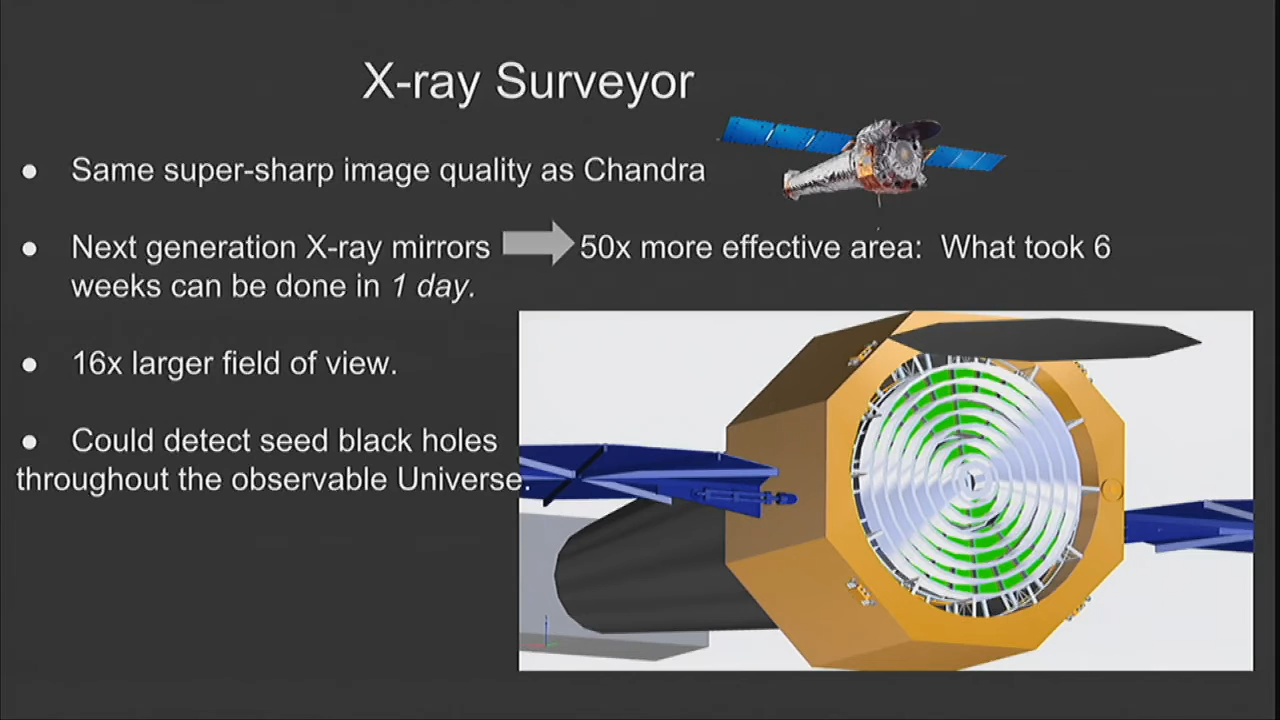 X-ray Surveyor
● Same super-sharp image quality as Chandra
● Next generation X-ray mirrors 50x more effective area: What took 6
weeks can be done in 1 day.
● 16x larger field of view.
● Could detect seed black holes
throughout the observable Universe.